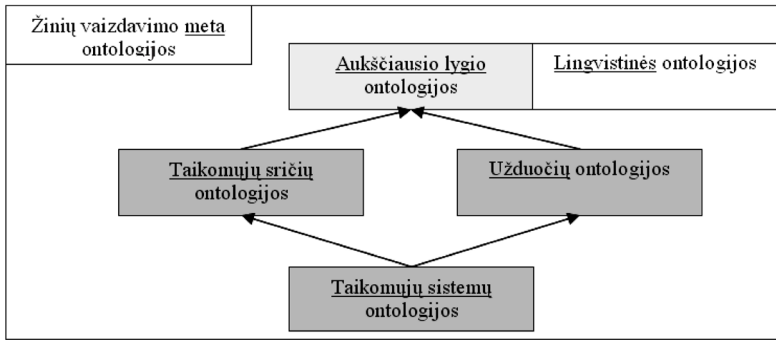 Žinių vaizdavimo meta
ontologijos
Aukščiausio lygio
ontologijos
Lingvistinės ontologijos
Taikomųjų sričių
ontologijos
Užduočių ontologijos
Taikomųjų sistemų
ontologijos